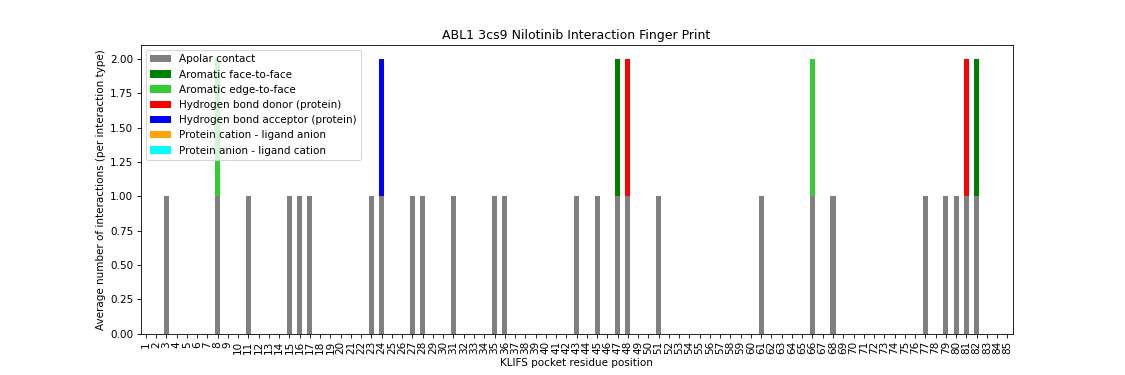 ABL1 3cs9 Nilotinib Interaction Finger Print
Average number of interactions (per interaction type)
2.00
1.75
1.50
1.25
1.00
0.75
0.50
0.25
0.00
Apolar contact
Aromatic face-to-face
Aromatic edge-to-face
Hydrogen bond donor (protein)
Hydrogen bond acceptor (protein)
Protein cation - ligand anion
Protein anion - ligand cation
1 2 3 4 5 6 7 8 9 10 11 12 13 14 15 16 17 18 19 20 21 22 23 24 25 26 27 28 29 30 31 32 33 34 35 36 37 38 39 40 41 42 43 44 45 46 47 48 49 50 51 52 53 54 55 56 57 58 59 60 61 62 63 64 65 66 67 68 69 70 71 72 73 74 75 76 77 78 79 80 81 82 83 84 85
KLIFS pocket residue position